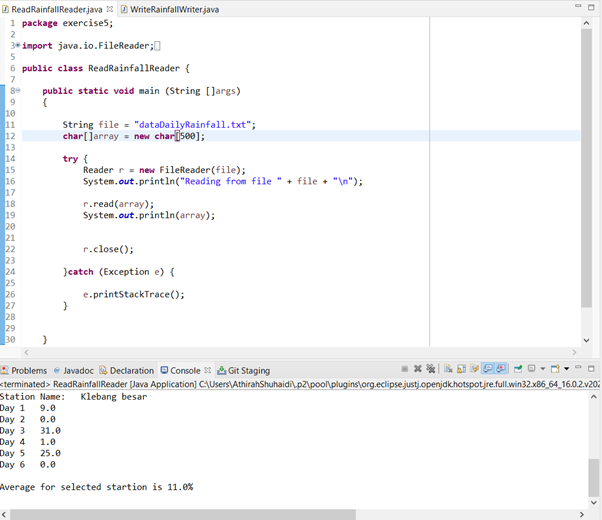 ReadRainfallReader.java WriteRainfallWriter.java
1 package exercise5;
2
3 import java.io.FileReader;
5
6 public class ReadRainfallReader {
7
8 public static void main (String []args)
9 {
10
11 String file = "dataDailyRainfall.txt";
12 char[]array = new char[500];
13
14 try {
15 Reader r = new FileReader(file);
16 System.out.println("Reading from file " + file + "\n");
17
18 r.read(array);
19 System.out.println(array);
20
21
22 r.close();
23
24 }catch (Exception e) {
25
26 e.printStackTrace();
27 }
28
29
30 }
Problems Javadoc Declaration Console Git Staging
<terminated> ReadRainfallReader [Java Application] C:\Users\AthirahShuhaidi\.p2\pool\plugins\org.eclipse.justj.openjdk.hotspot.jre.full.win32.x86_64_16.0.2.v202
Station Name: Klebang besar
Day 1 9.0
Day 2 0.0
Day 3 31.0
Day 4 1.0
Day 5 25.0
Day 6 0.0
Average for selected startion is 11.0%